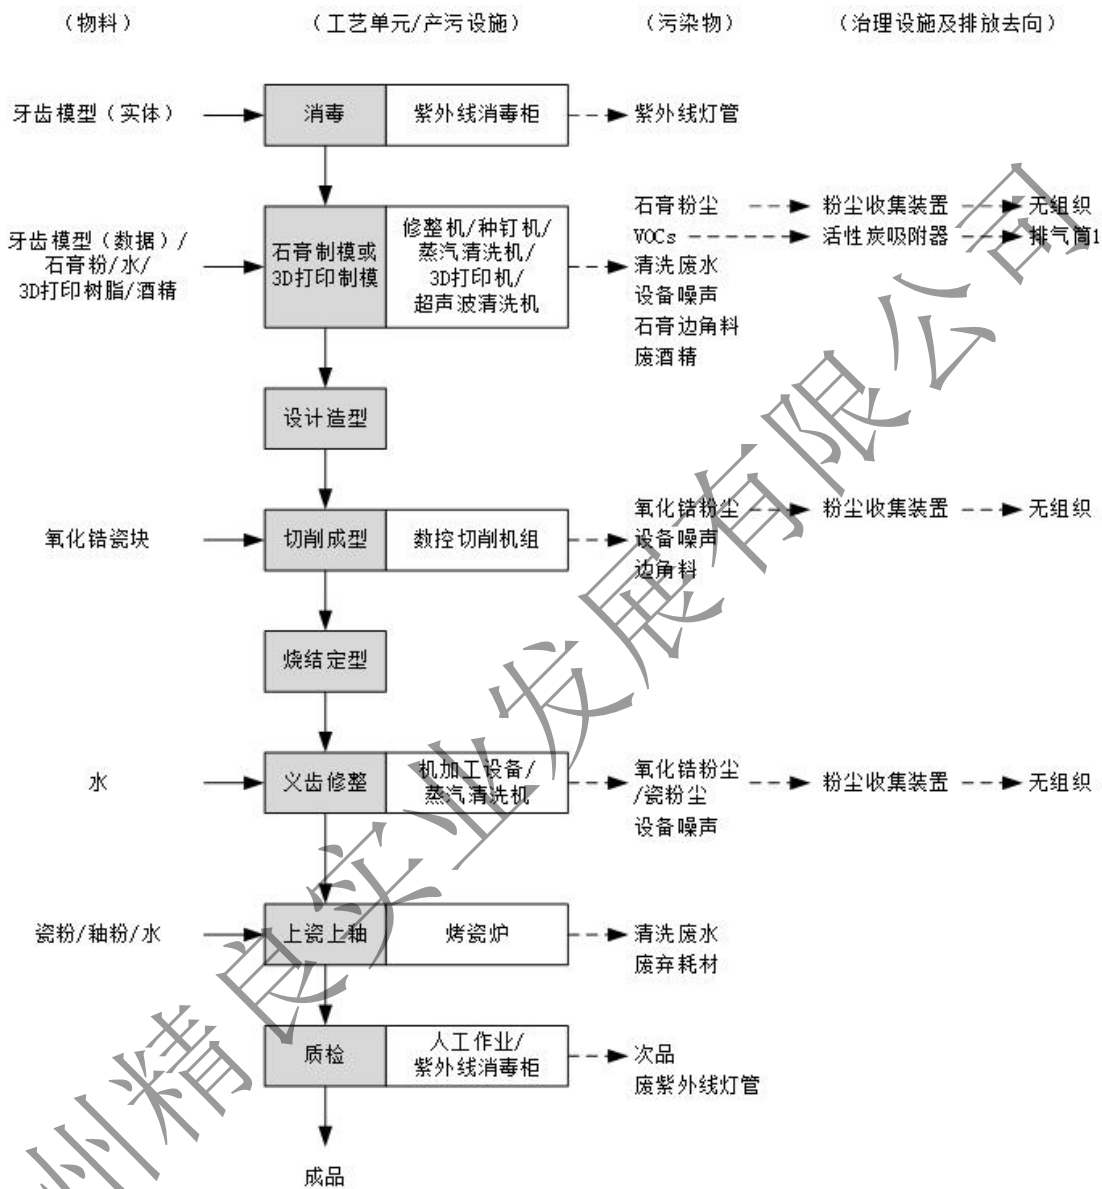 （物料） （工艺单元/产污设施） （污染物） （治理设施及排放去向）
牙齿模型（实体） 消毒 紫外线消毒柜 紫外线灯管
牙齿模型（数据）/
石膏粉/水/
3D打印树脂/酒精
石膏制模或
3D打印制模
修整机/种钉机/
蒸汽清洗机/
3D打印机/
超声波清洗机
石膏粉尘 粉尘收集装置 无组织
VOCs 活性炭吸附器 排气筒1
清洗废水
设备噪声
石膏边角料
废酒精
设计造型
氧化锆瓷块 切削成型 数控切削机组
氧化锆粉尘 粉尘收集装置 无组织
设备噪声
边角料
烧结定型
水 义齿修整
机加工设备/
蒸汽清洗机
氧化锆粉尘
/瓷粉尘
粉尘收集装置 无组织
设备噪声
瓷粉/釉粉/水 上瓷上釉 烤瓷炉
清洗废水
废弃耗材
质检
人工作业/
紫外线消毒柜
次品
废紫外线灯管
成品
州精良实业发展有限公司